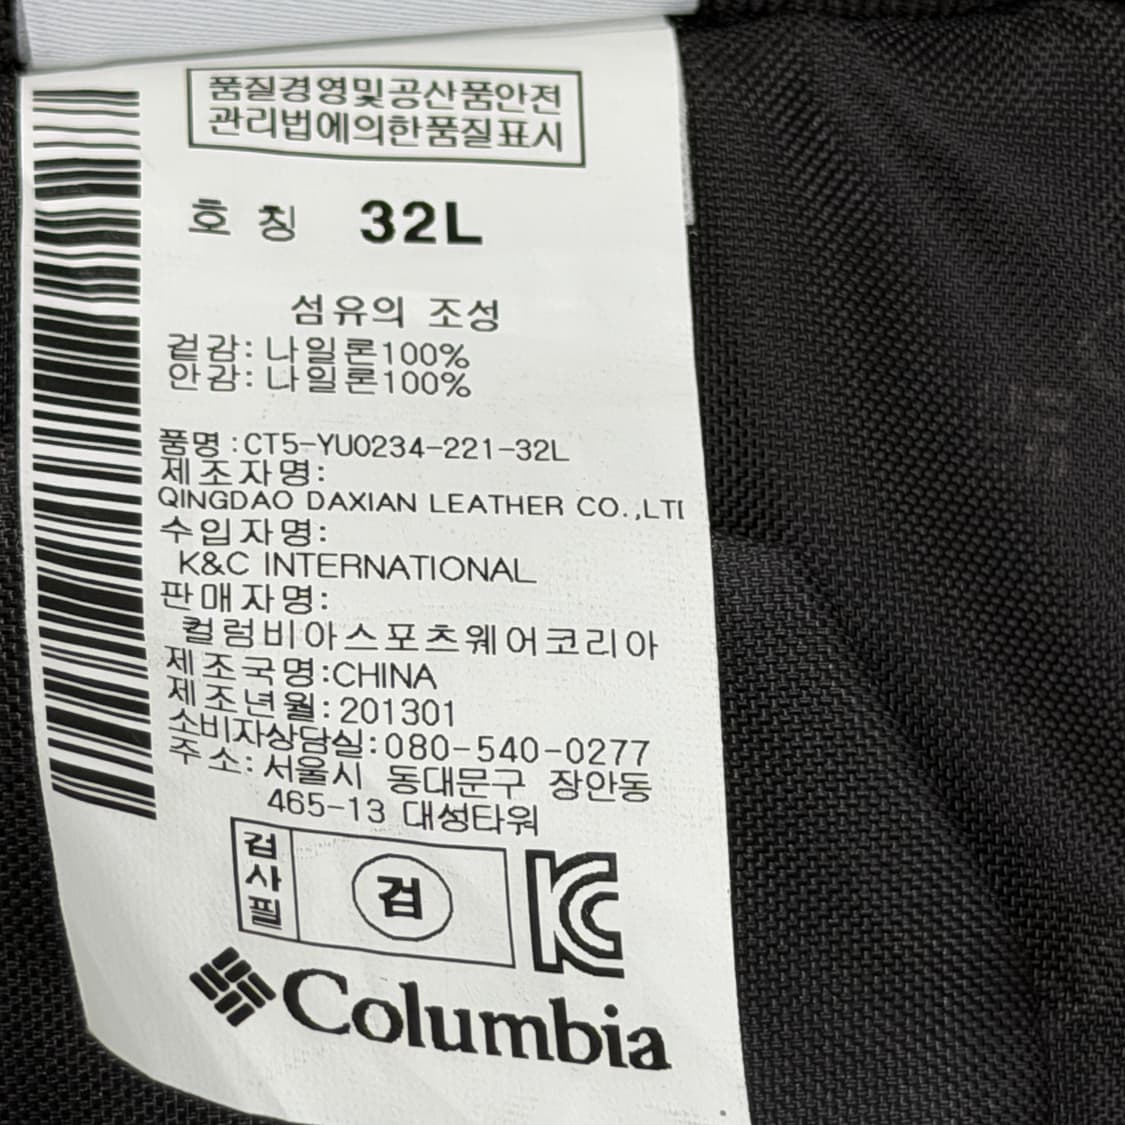 품질경영및공산품안전
관리법에의한품질표시
호 칭 32L
섬유의 조성
겉감: 나일론100%
안감: 나일론100%
품명 :CT5-YU0234-221-32L
제조자명:
QINGDAO DAXIAN LEATHER CO.,LTI
수입자명:
K&C INTERNATIONAL
판매자명:
컬럼비아스포츠웨어코리아
제조국명:CHINA
제조년월:201301
소비자상담실:080-540-0277
주소: 서울시 동대문구 장안동
465-13 대성타워
검사필
검
KC
Columbia